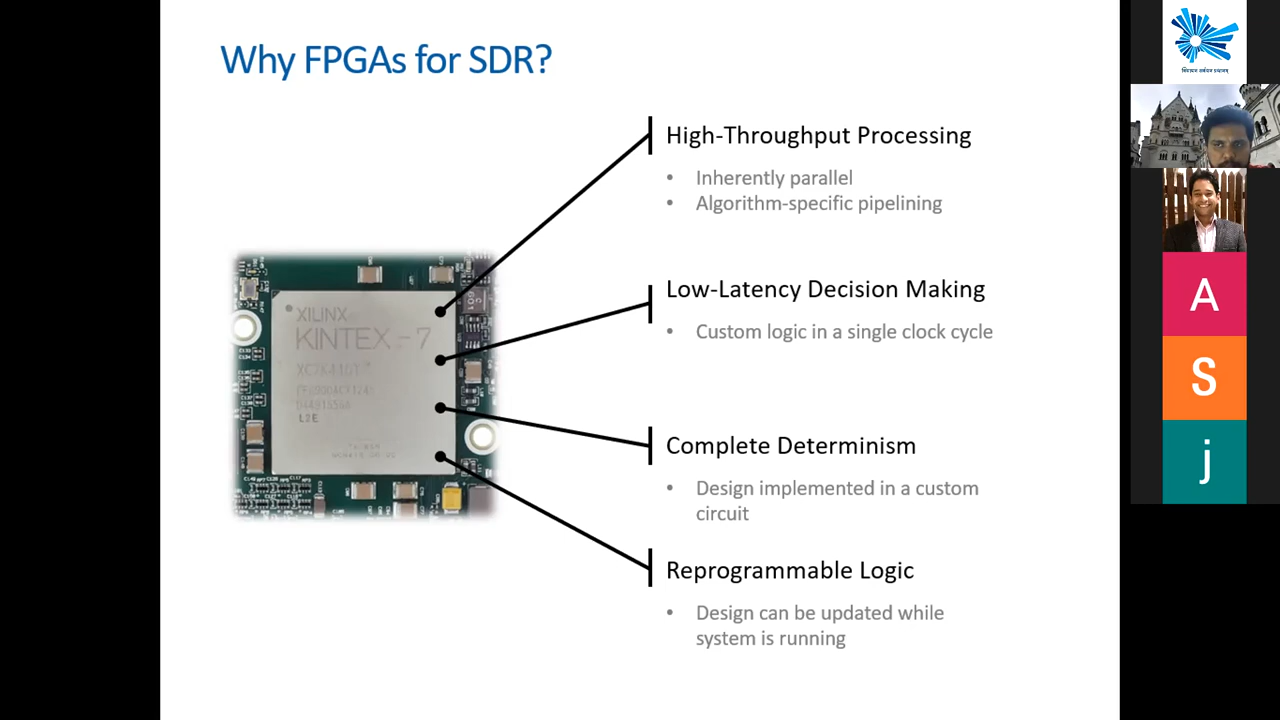 Why FPGAs for SDR?
High-Throughput Processing
• Inherently parallel
• Algorithm-specific pipelining
Low-Latency Decision Making
• Custom logic in a single clock cycle
Complete Determinism
• Design implemented in a custom
circuit
Reprogrammable Logic
• Design can be updated while
system is running
XILINX
KINTEX-7
L2E
A
S
j